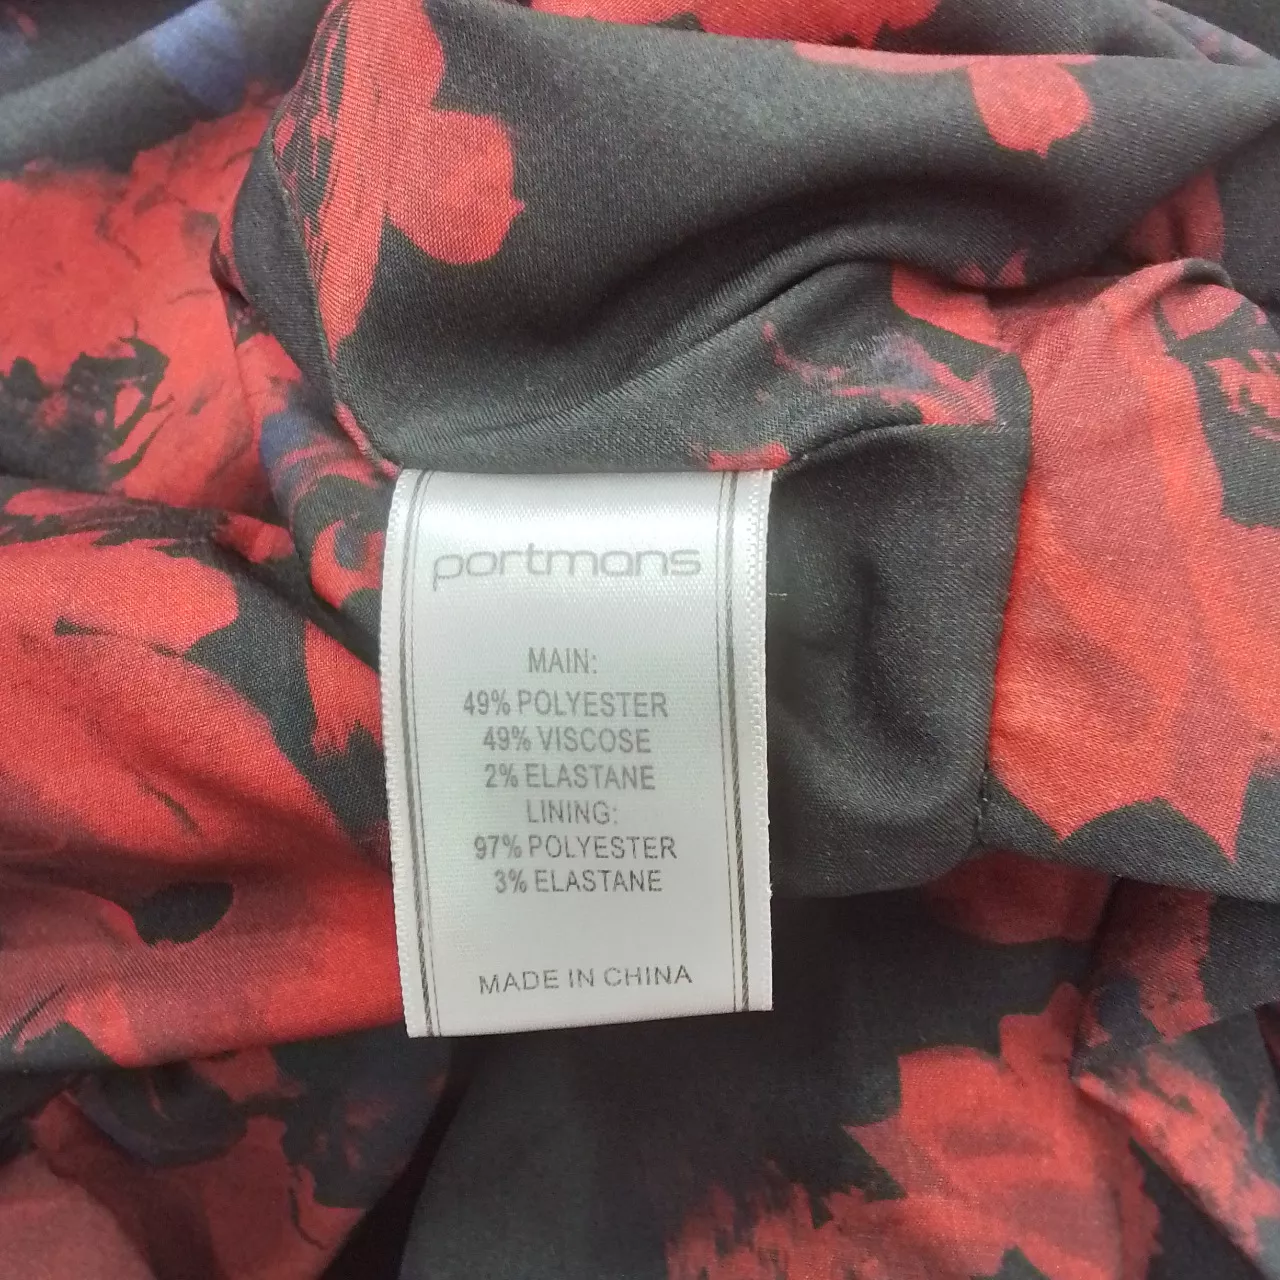 portmans
MAIN:
49% POLYESTER
49% VISCOSE
2% ELASTANE
LINING:
97% POLYESTER
3% ELASTANE
MADE IN CHINA